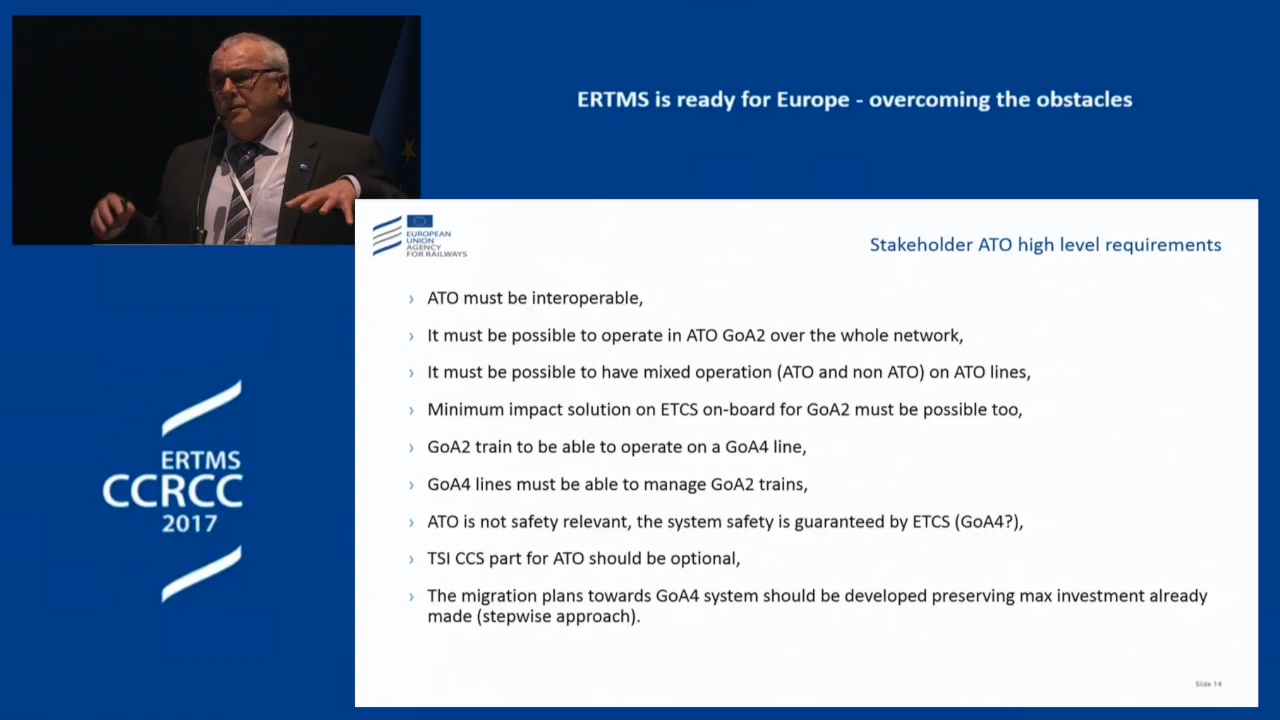 ERTMS is ready for Europe - overcoming the obstacles
EUROPEAN
UNION
AGENCY
FOR RAILWAYS
Stakeholder ATO high level requirements
› ATO must be interoperable,
› It must be possible to operate in ATO GoA2 over the whole network,
› It must be possible to have mixed operation (ATO and non ATO) on ATO lines,
› Minimum impact solution on ETCS on-board for GoA2 must be possible too,
› GoA2 train to be able to operate on a GoA4 line,
› GoA4 lines must be able to manage GoA2 trains,
› ATO is not safety relevant, the system safety is guaranteed by ETCS (GoA4?),
› TSI CCS part for ATO should be optional,
› The migration plans towards GoA4 system should be developed preserving max investment already
made (stepwise approach).
Slide 14
ERTMS
CCRCC
2017